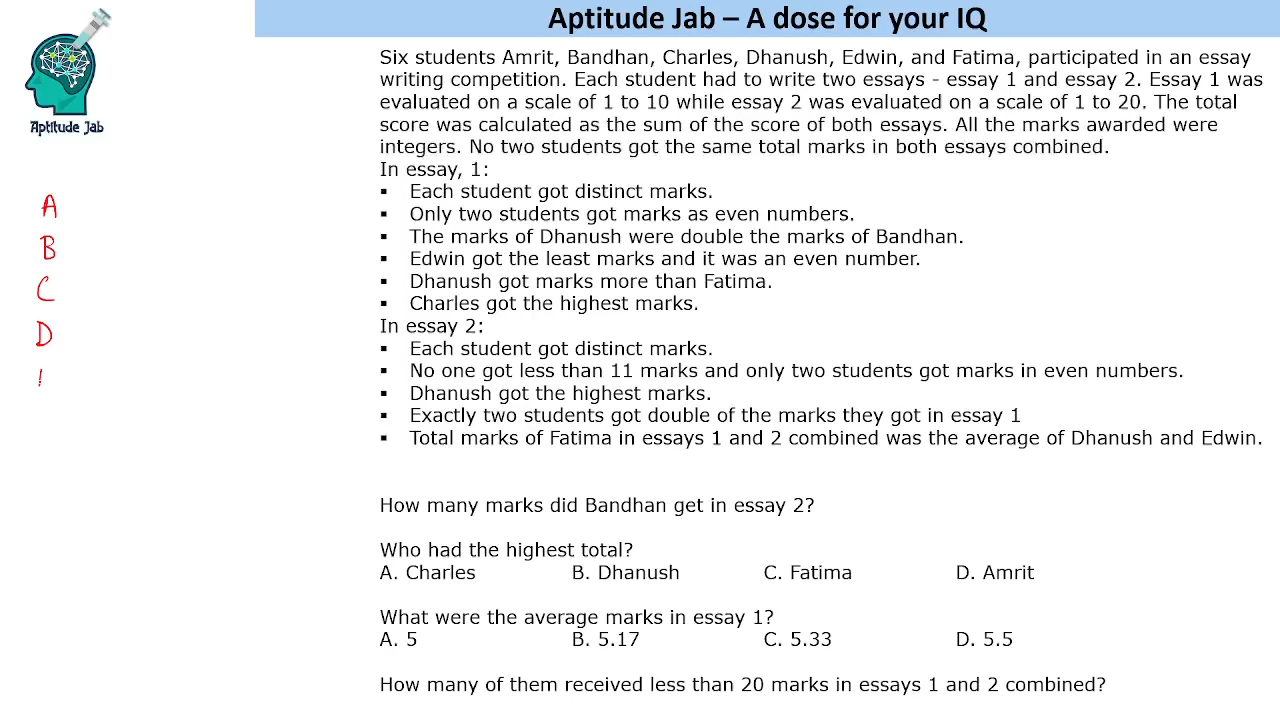 Aptitude Jab – A dose for your IQ
Aptitude Jab
Six students Amrit, Bandhan, Charles, Dhanush, Edwin, and Fatima, participated in an essay
writing competition. Each student had to write two essays - essay 1 and essay 2. Essay 1 was
evaluated on a scale of 1 to 10 while essay 2 was evaluated on a scale of 1 to 20. The total
score was calculated as the sum of the score of both essays. All the marks awarded were
integers. No two students got the same total marks in both essays combined.
In essay, 1:
▪ Each student got distinct marks.
▪ Only two students got marks as even numbers.
▪ The marks of Dhanush were double the marks of Bandhan.
▪ Edwin got the least marks and it was an even number.
▪ Dhanush got marks more than Fatima.
▪ Charles got the highest marks.
In essay 2:
▪ Each student got distinct marks.
▪ No one got less than 11 marks and only two students got marks in even numbers.
▪ Dhanush got the highest marks.
▪ Exactly two students got double of the marks they got in essay 1
▪ Total marks of Fatima in essays 1 and 2 combined was the average of Dhanush and Edwin.
How many marks did Bandhan get in essay 2?
Who had the highest total?
A. Charles B. Dhanush C. Fatima D. Amrit
What were the average marks in essay 1?
A. 5 B. 5.17 C. 5.33 D. 5.5
How many of them received less than 20 marks in essays 1 and 2 combined?
A
B
C
D